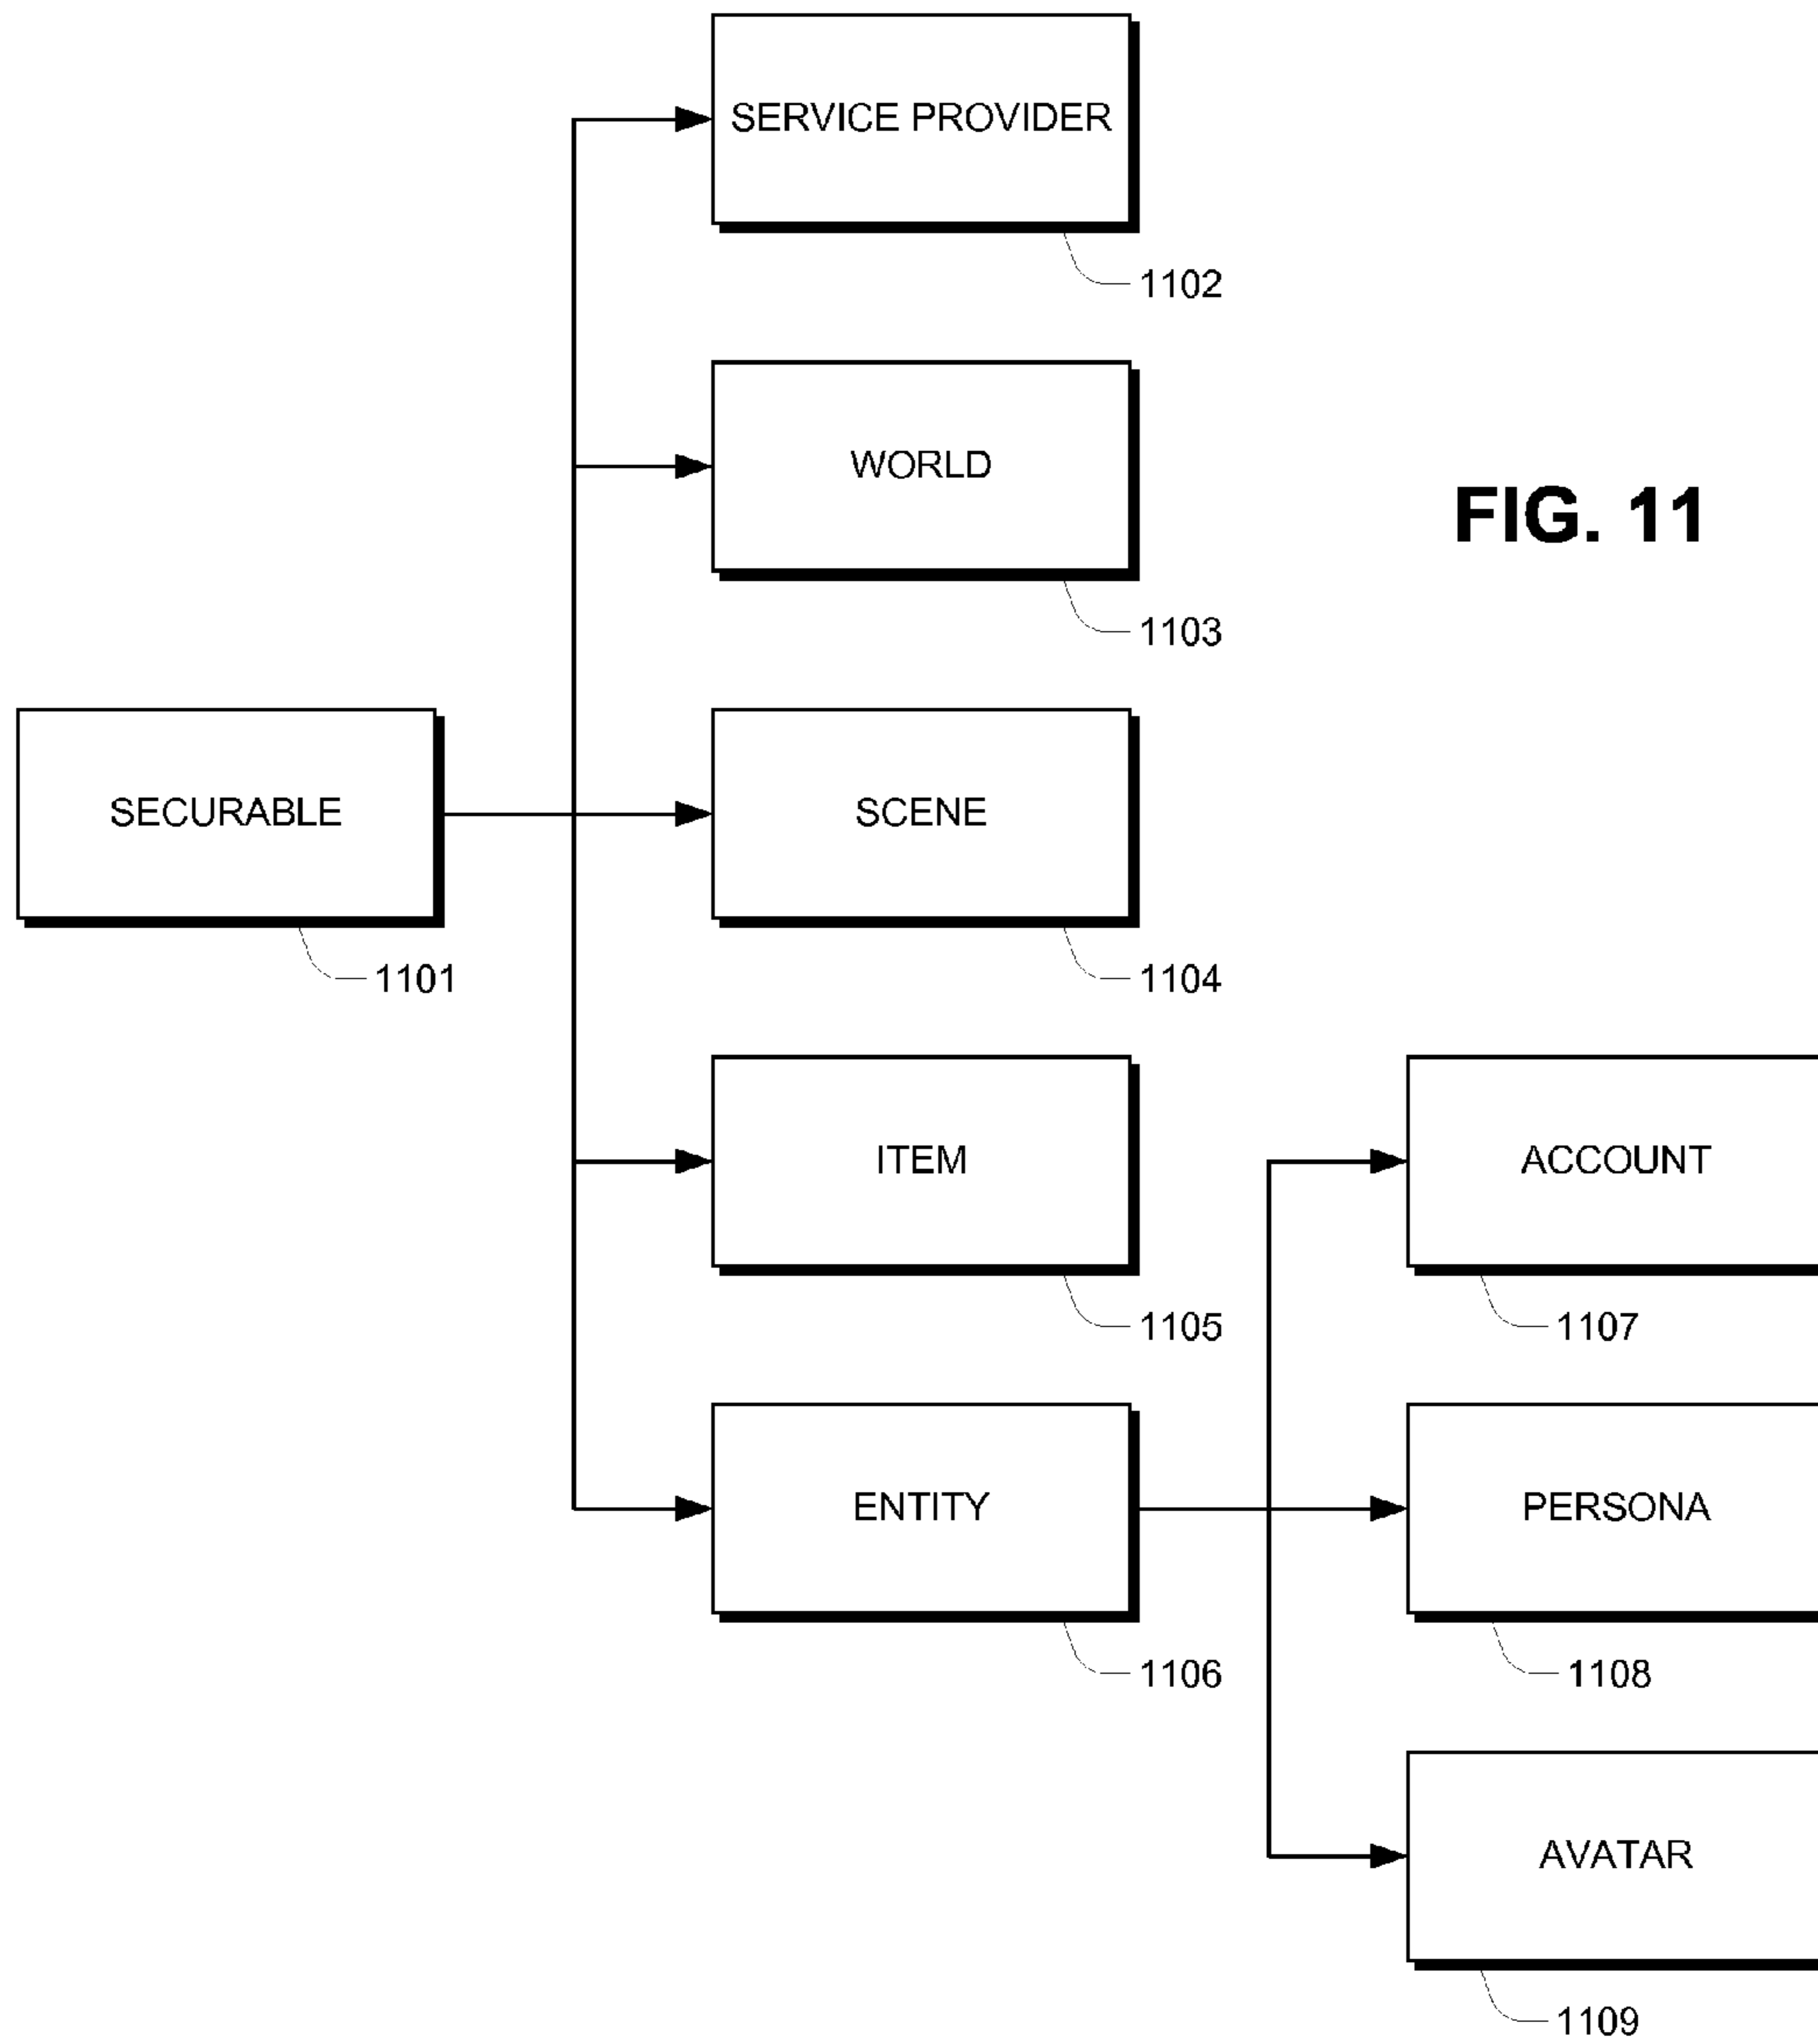 SERVICE PROVIDER
1102
WORLD
1103
FIG. 11
SECURABLE
1101
SCENE
1104
ITEM
1105
ACCOUNT
1107
ENTITY
1106
PERSONA
1108
AVATAR
1109